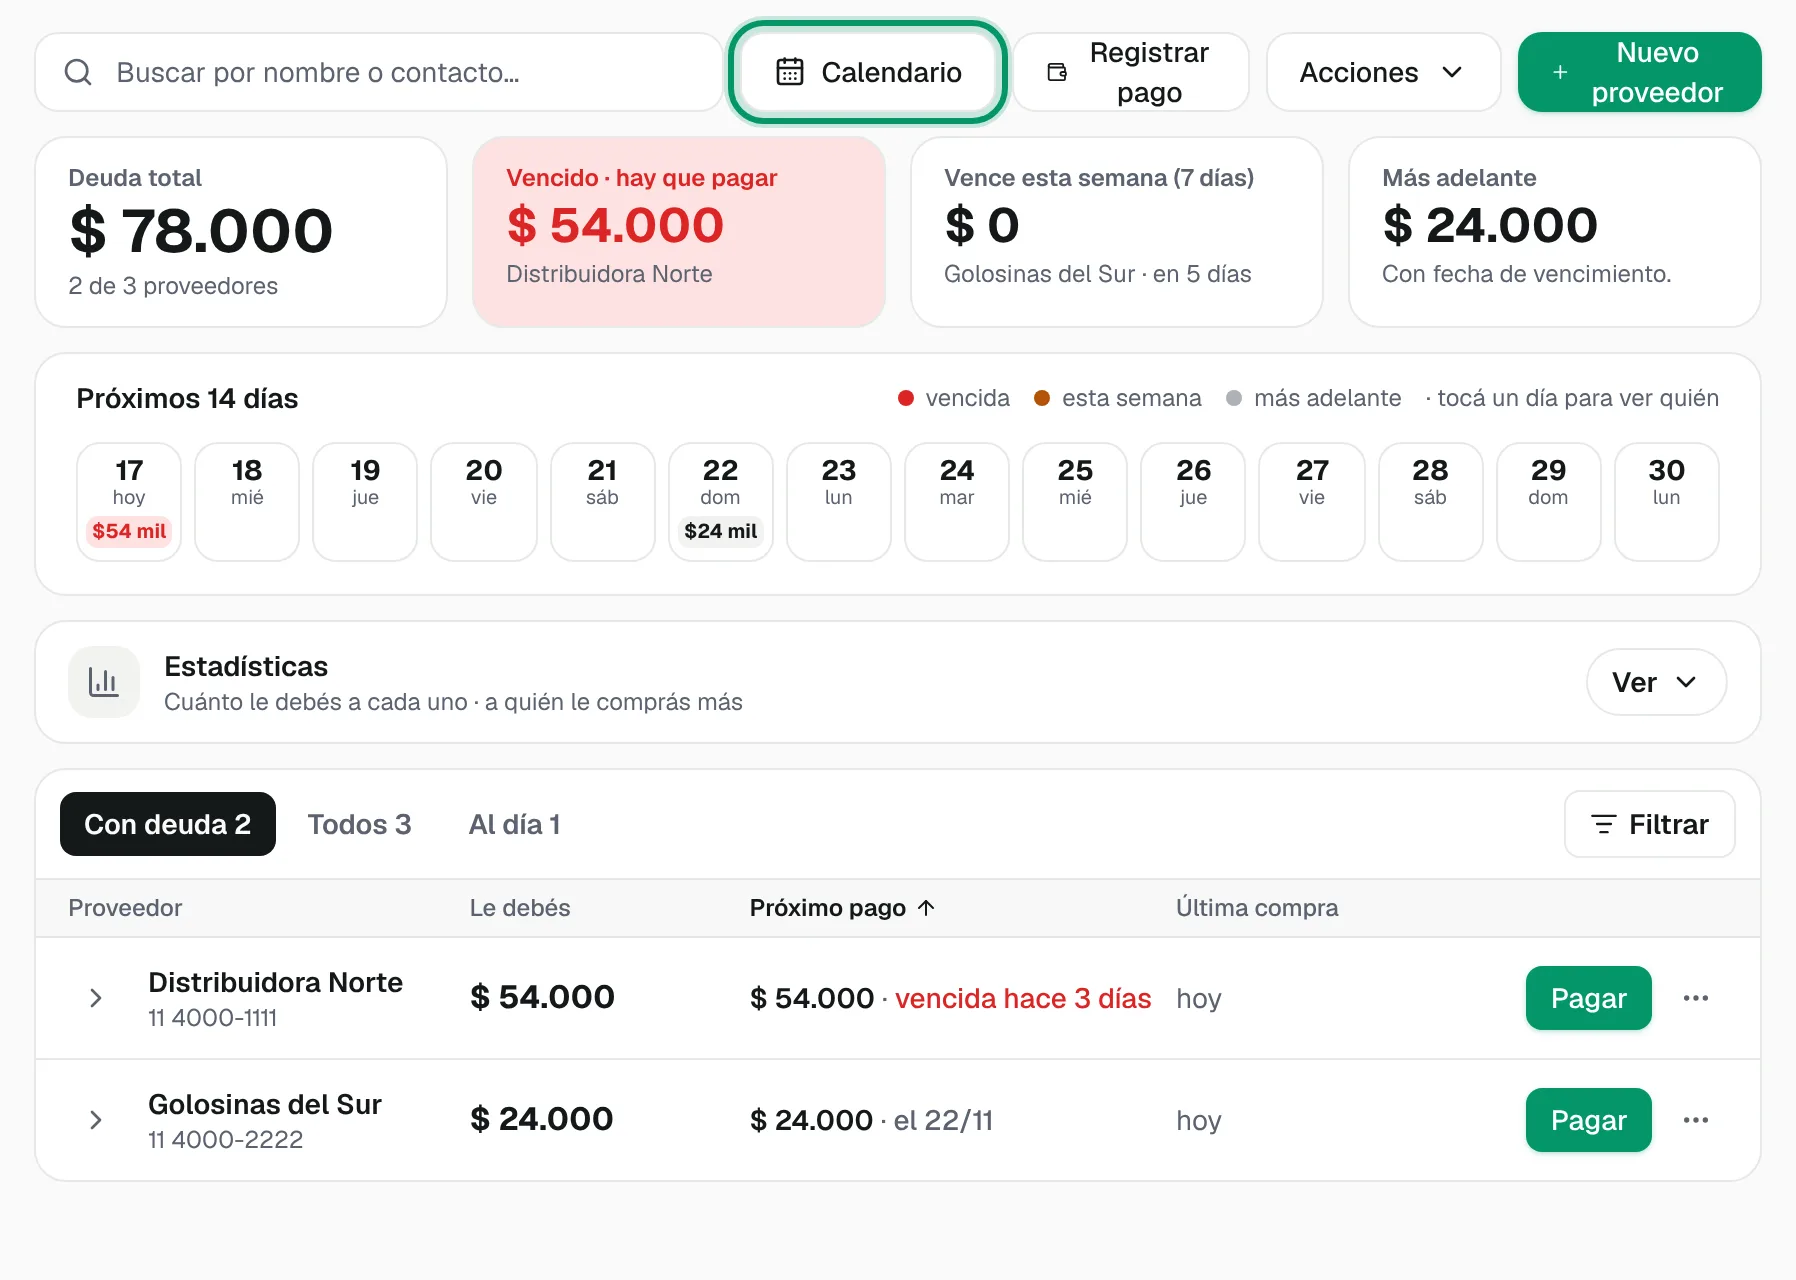 Buscar por nombre o contacto...
Calendario
Registrar
pago
Acciones
Nuevo
proveedor
Deuda total
$ 78.000
2 de 3 proveedores
Vencido · hay que pagar
$ 54.000
Distribuidora Norte
Vence esta semana (7 días)
$ 0
Golosinas del Sur · en 5 días
Más adelante
$ 24.000
Con fecha de vencimiento.
Próximos 14 días
vencida
esta semana
más adelante
· tocá un día para ver quién
17
hoy
$54 mil
18
mié
19
jue
20
vie
21
sáb
22
dom
$24 mil
23
lun
24
mar
25
mié
26
jue
27
vie
28
sáb
29
dom
30
lun
Estadísticas
Cuánto le debés a cada uno · a quién le comprás más
Ver
Con deuda 2
Todos 3
Al día 1
Filtrar
Proveedor
Le debés
Próximo pago ↑
Última compra
Distribuidora Norte
11 4000-1111
$ 54.000
$ 54.000 · vencida hace 3 días
hoy
Pagar
Golosinas del Sur
11 4000-2222
$ 24.000
$ 24.000 · el 22/11
hoy
Pagar